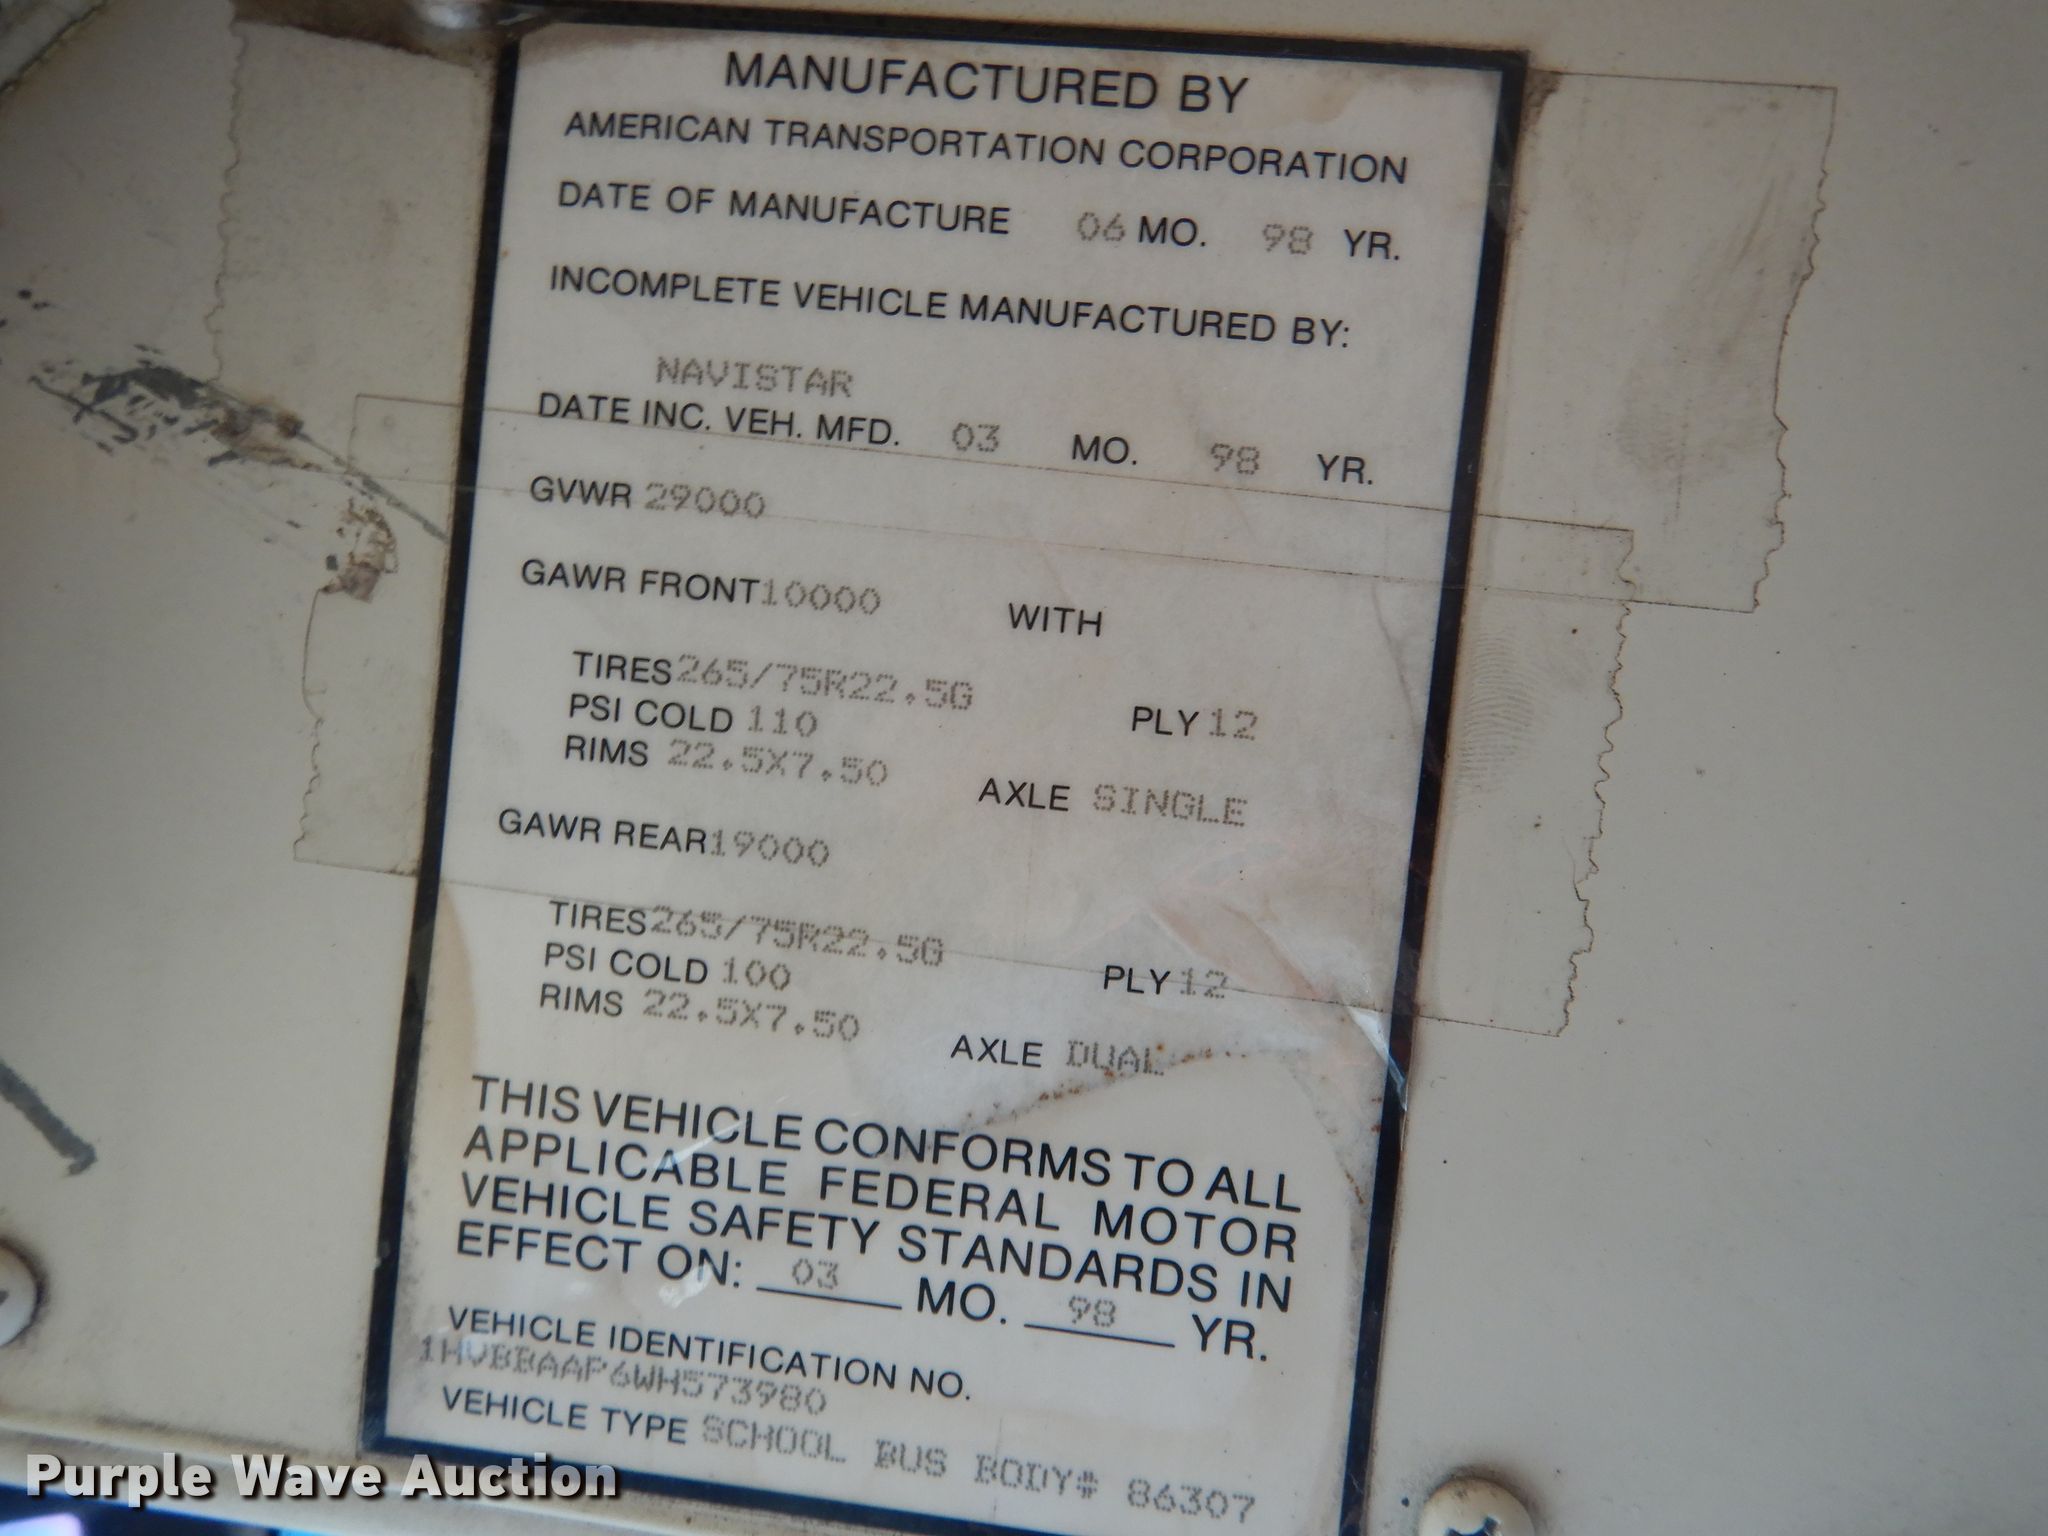 MANUFACTURED BY
AMERICAN TRANSPORTATION CORPORATION
DATE OF MANUFACTURE 06 MO. 98 YR.
INCOMPLETE VEHICLE MANUFACTURED BY:
NAVISTAR
DATE INC. VEH. MFD. 03 MO. 98 YR.
GVWR 29000
GAWR FRONT 10000 WITH
TIRES 265/75R22.5G
PSI COLD 110 PLY 12
RIMS 22.5X7.50 AXLE SINGLE
GAWR REAR 19000
TIRES 265/75R22.5G
PSI COLD 100 PLY 12
RIMS 22.5X7.50 AXLE DUAL
THIS VEHICLE CONFORMS TO ALL
APPLICABLE FEDERAL MOTOR
VEHICLE SAFETY STANDARDS IN
EFFECT ON: 03 MO. 98 YR.
VEHICLE IDENTIFICATION NO.
1HVBBAAP6WH573980
VEHICLE TYPE SCHOOL BUS BODY# 86307
Purple Wave Auction